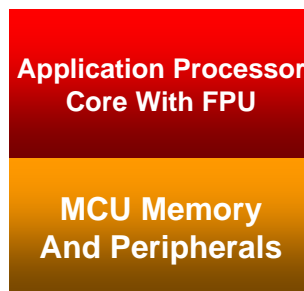 Application Processor
Core With FPU
MCU Memory
And Peripherals